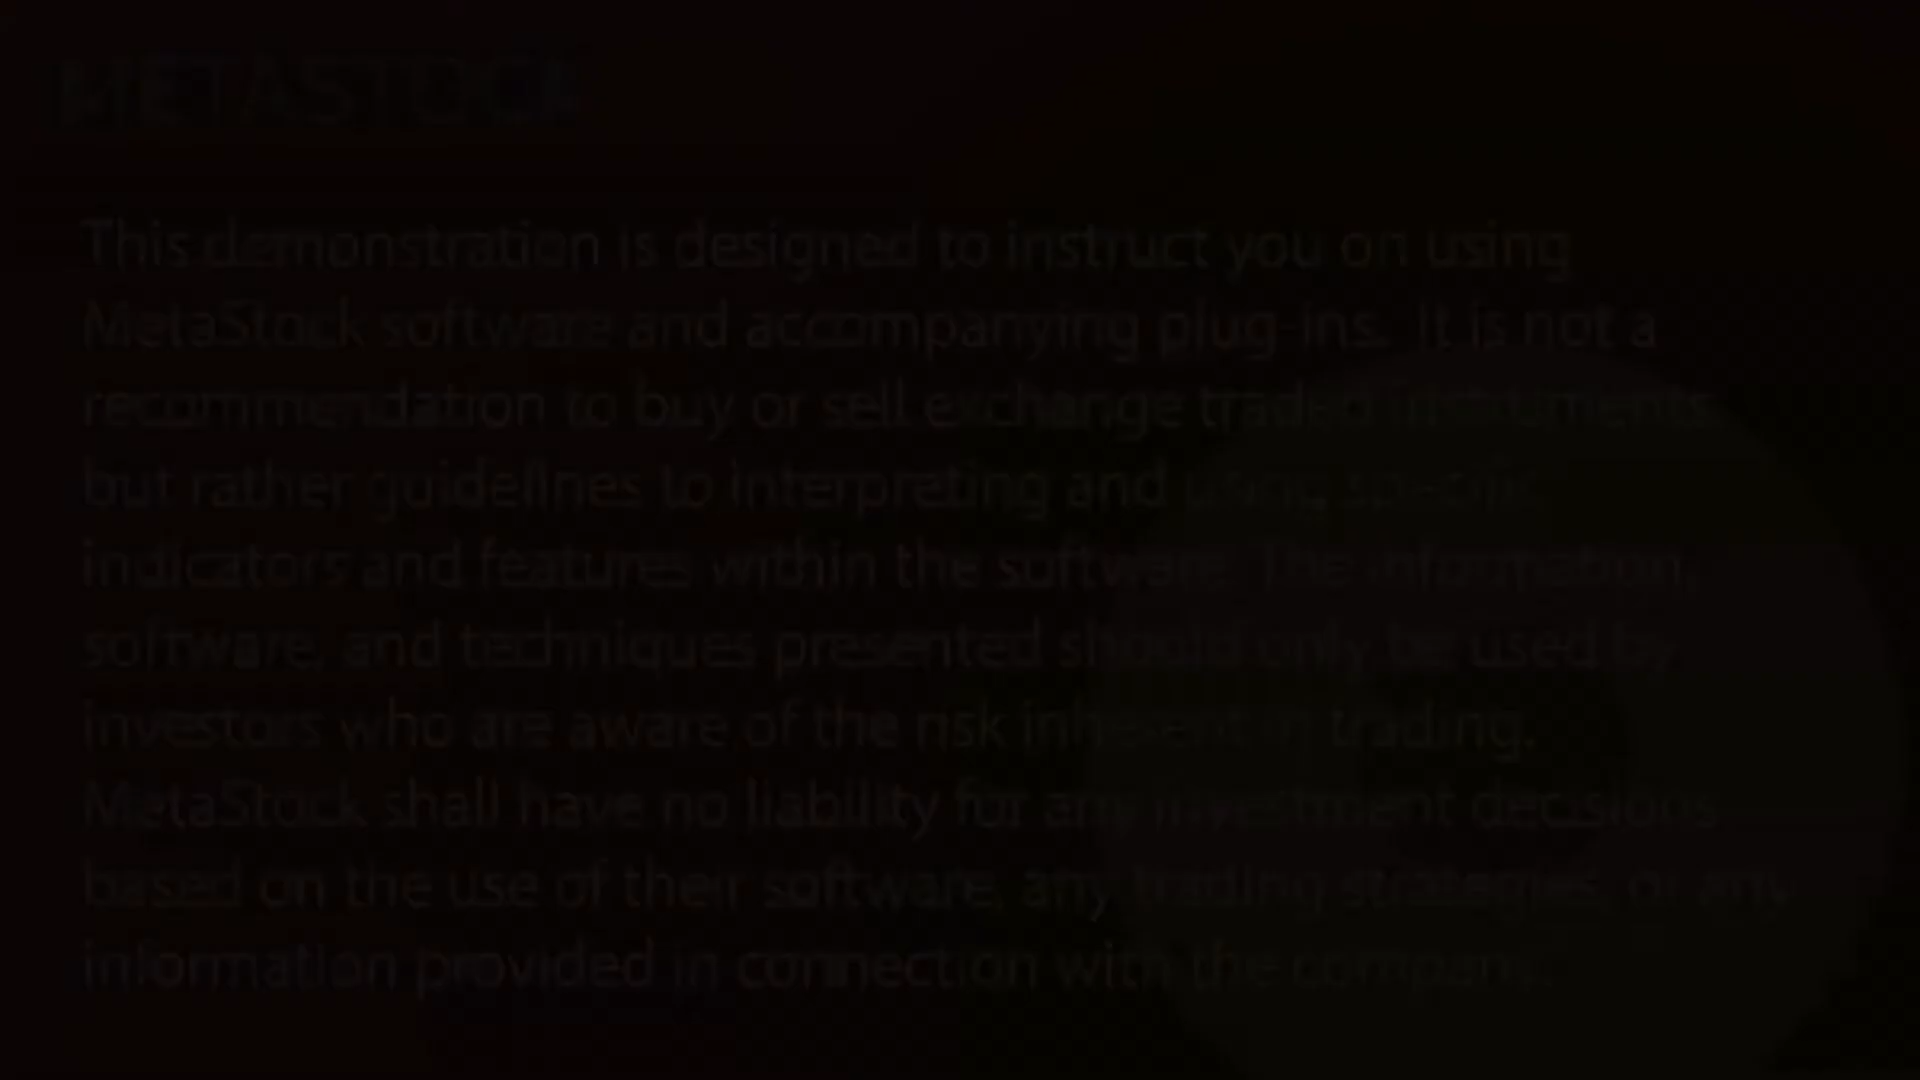 METASTOCK
This demonstration is designed to instruct you on using
MetaStock software and accompanying plug-ins. It is not a
recommendation to buy or sell exchange traded instruments,
but rather guidelines to interpreting and using specific
indicators and features within the software. The information,
software, and techniques presented should only be used by
investors who are aware of the risk inherent in trading.
MetaStock shall have no liability for any investment decisions
based on the use of their software, any trading strategies, or any
information provided in connection with the company.